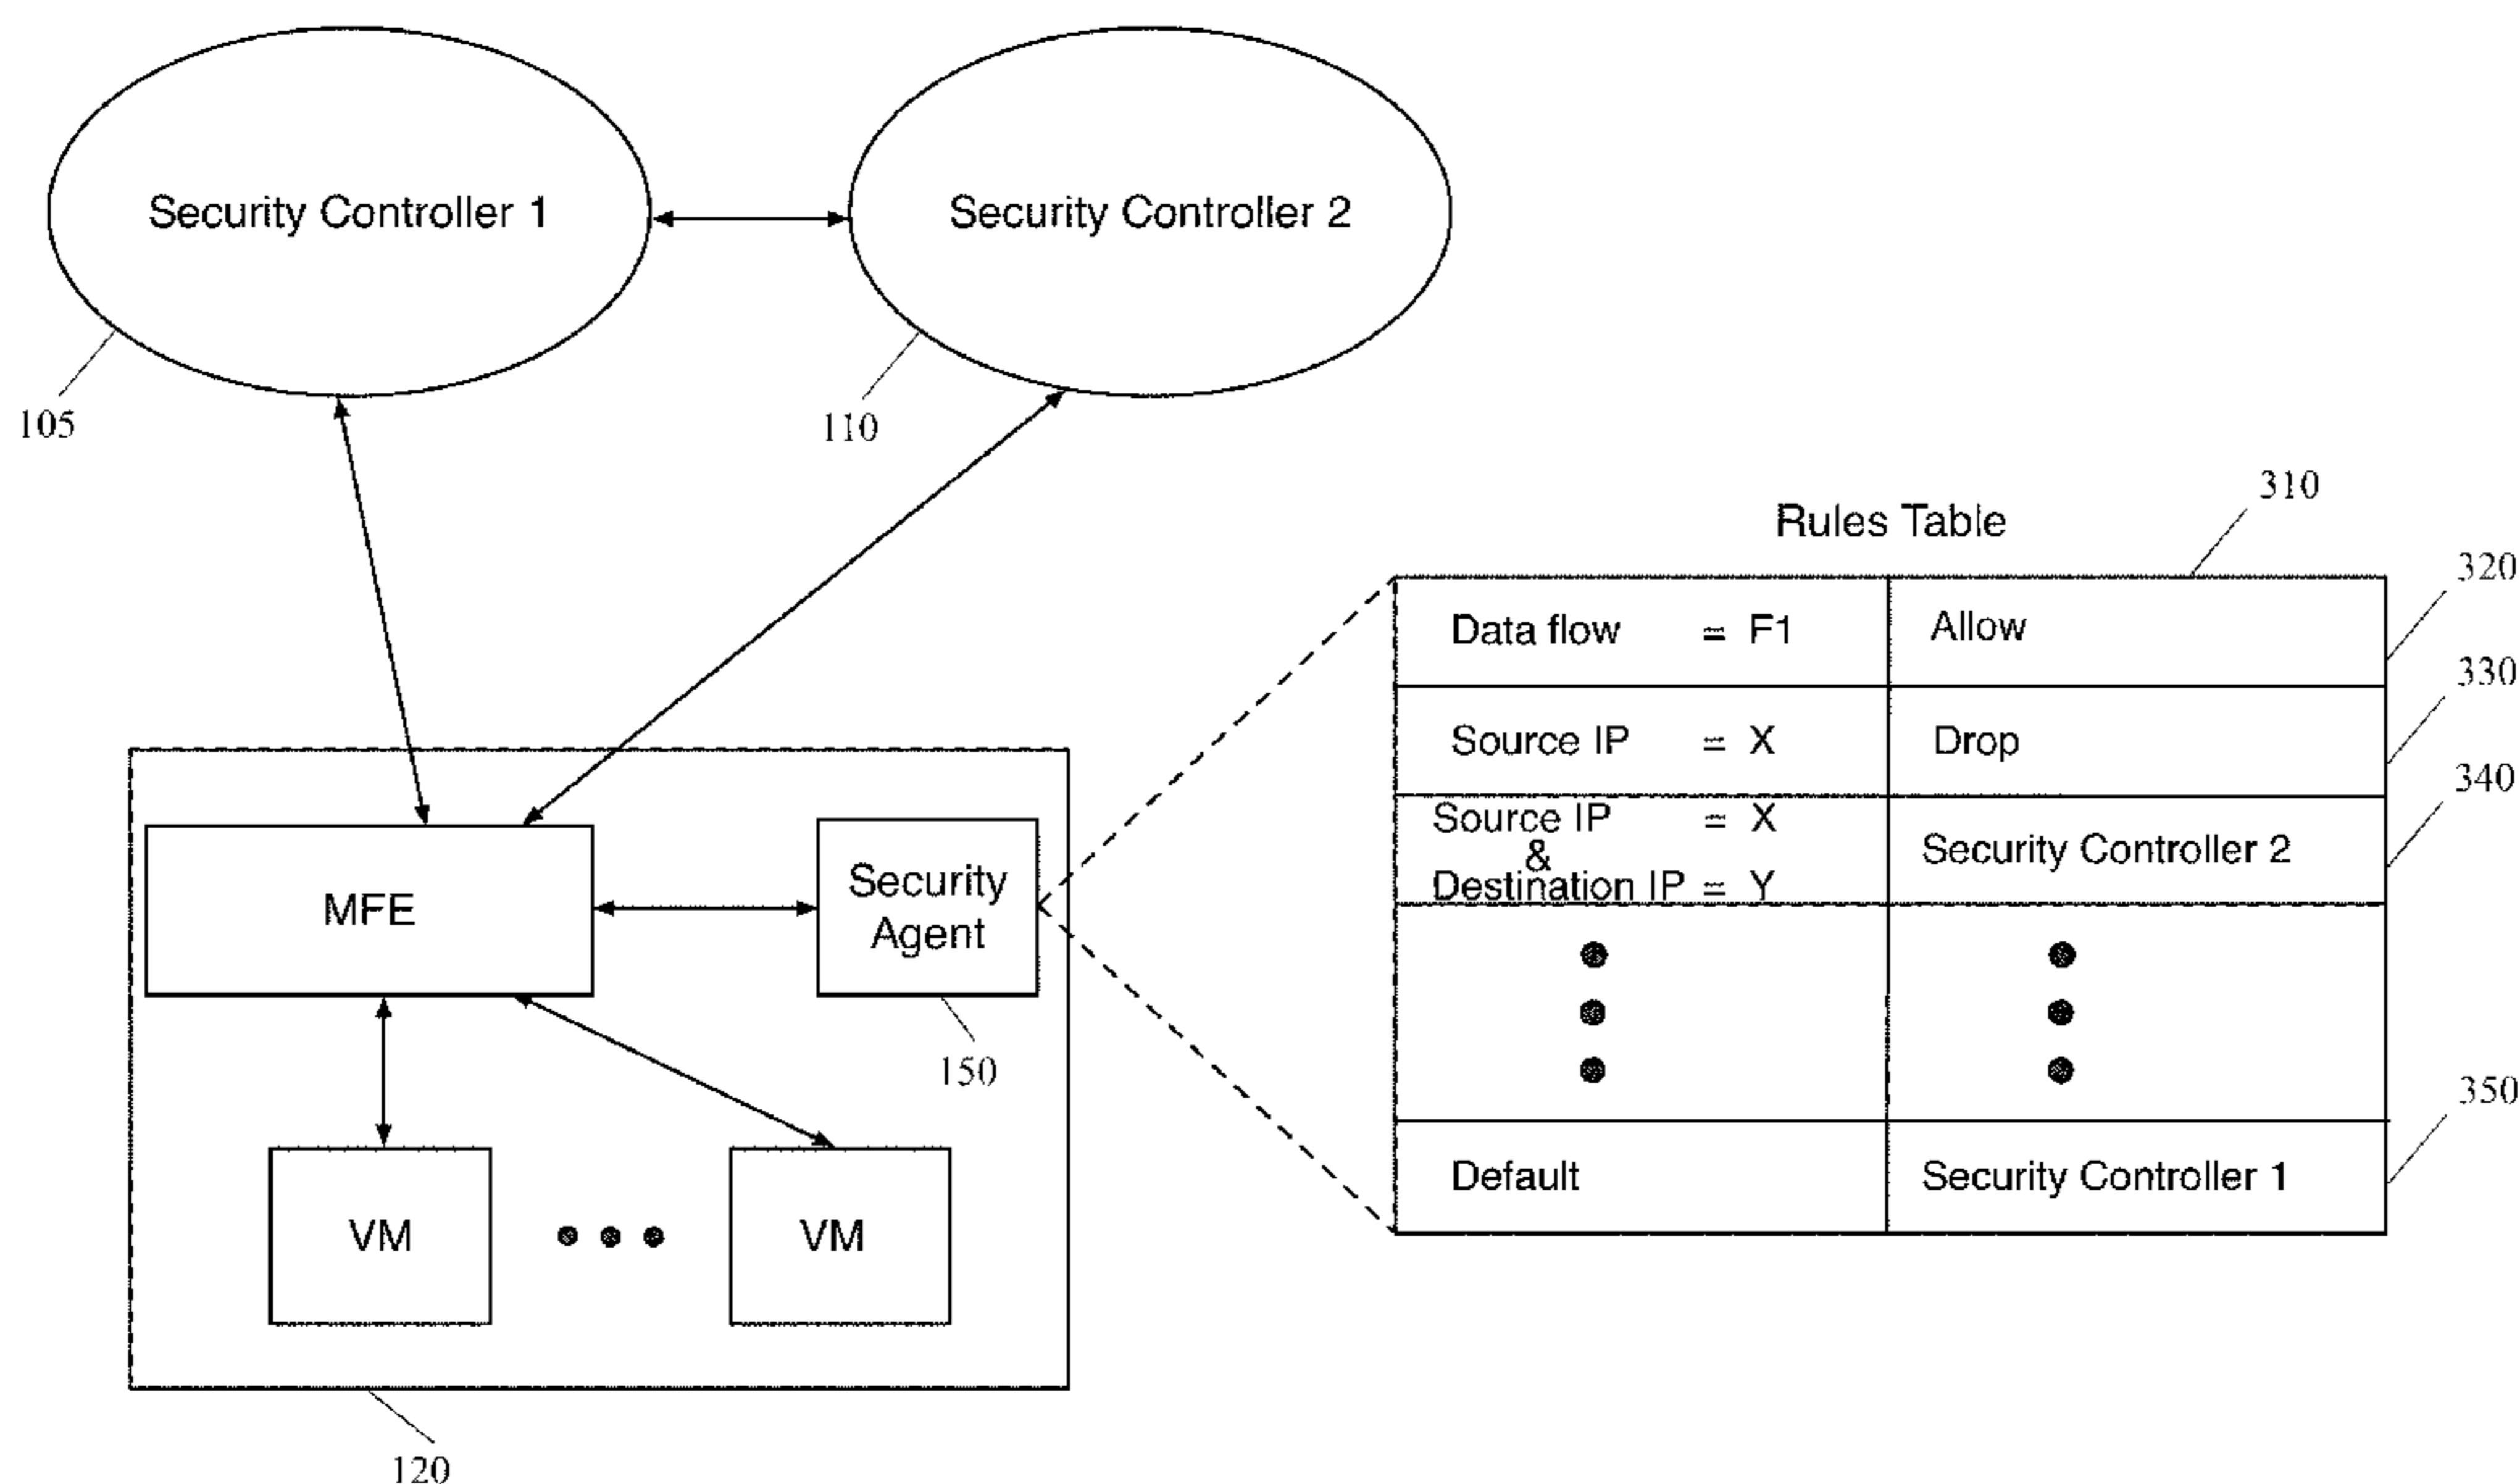 Security Controller 1
Security Controller 2
105
110
310
Rules Table
320
Data flow = F1 Allow
330
Source IP = X Drop
340
Source IP = X
&
Destination IP = Y
Security Controller 2
MFE
Security
Agent
150
350
Default Security Controller 1
VM
VM
120